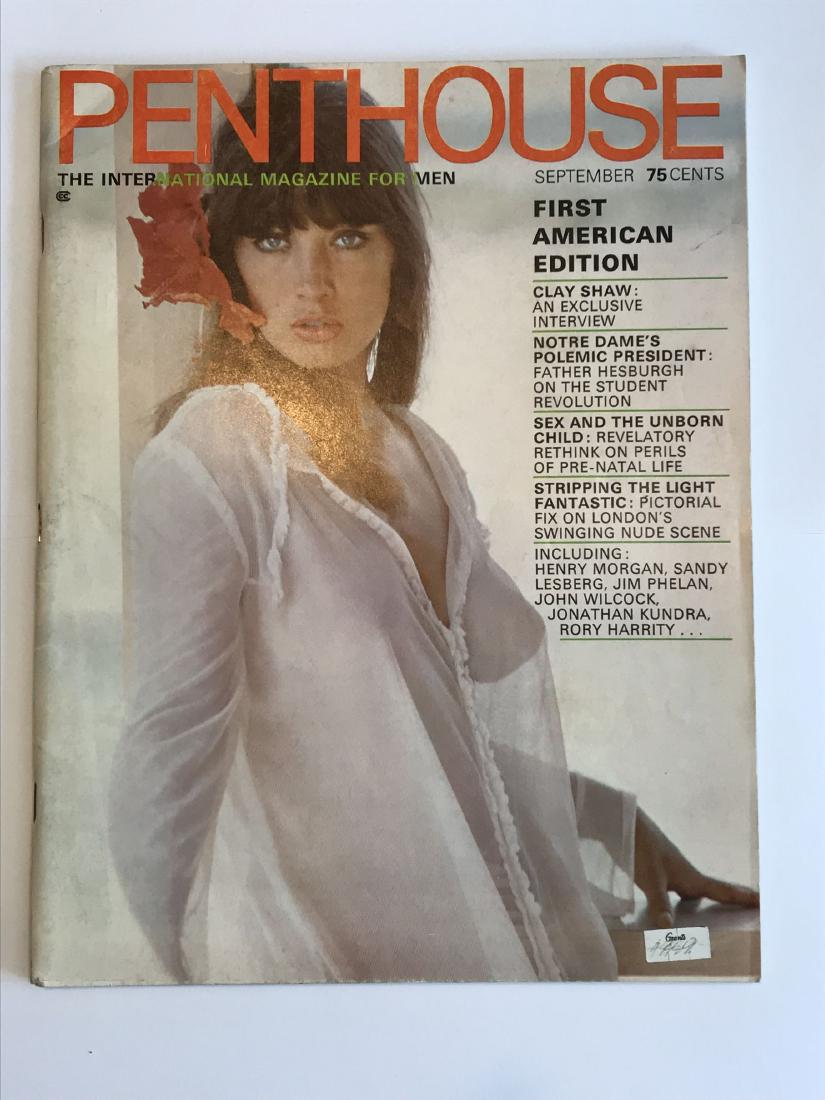 PENTHOUSE
THE INTERNATIONAL MAGAZINE FOR MEN
SEPTEMBER 75 CENTS
FIRST
AMERICAN
EDITION
CLAY SHAW:
AN EXCLUSIVE
INTERVIEW
NOTRE DAME'S
POLEMIC PRESIDENT:
FATHER HESBURGH
ON THE STUDENT
REVOLUTION
SEX AND THE UNBORN
CHILD: REVELATORY
RETHINK ON PERILS
OF PRE-NATAL LIFE
STRIPPING THE LIGHT
FANTASTIC: PICTORIAL
FIX ON LONDON'S
SWINGING NUDE SCENE
INCLUDING:
HENRY MORGAN, SANDY
LESBERG, JIM PHELAN,
JOHN WILCOCK,
JONATHAN KUNDRA,
RORY HARRITY...